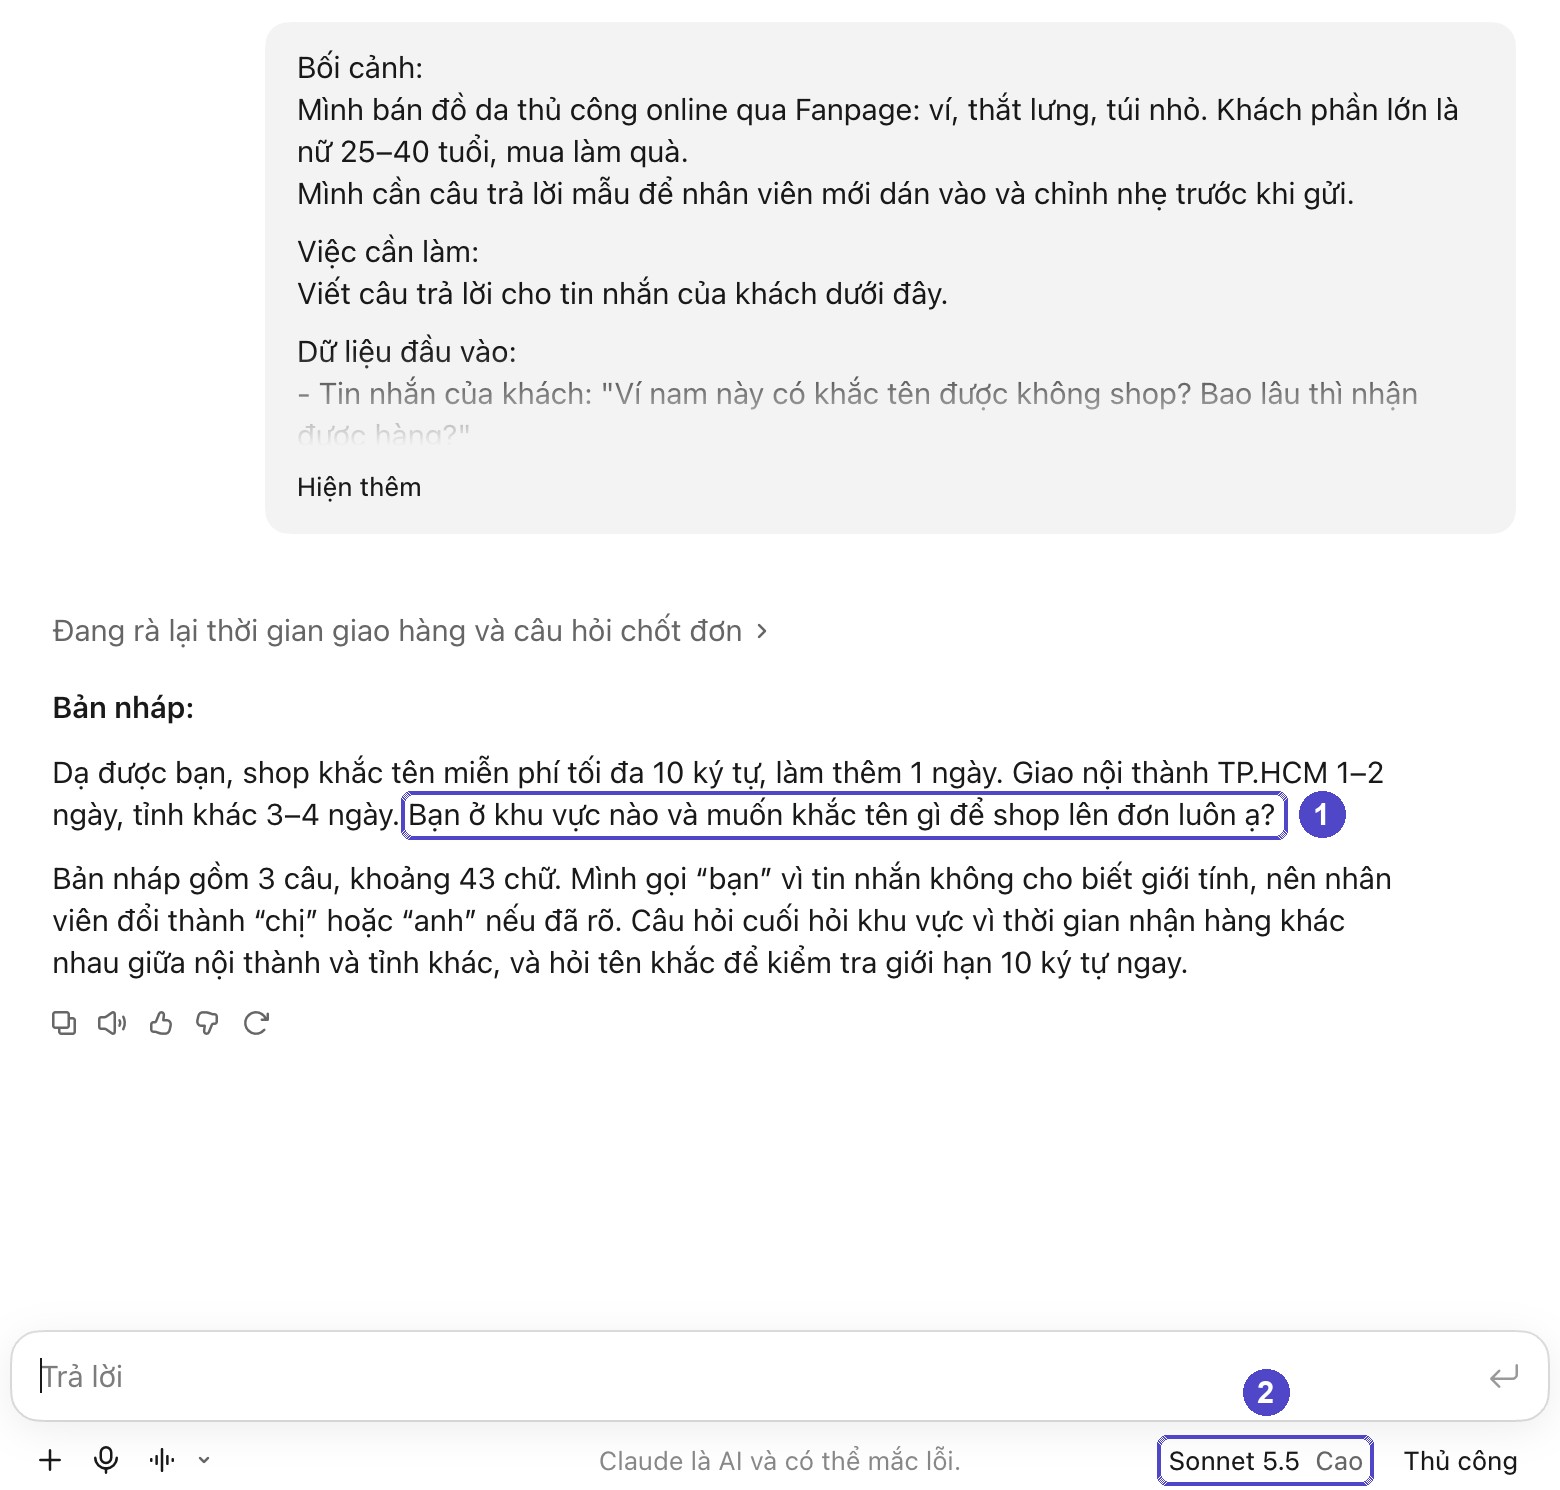 Bối cảnh:
Mình bán đồ da thủ công online qua Fanpage: ví, thắt lưng, túi nhỏ. Khách phần lớn là
nữ 25–40 tuổi, mua làm quà.
Mình cần câu trả lời mẫu để nhân viên mới dán vào và chỉnh nhẹ trước khi gửi.
Việc cần làm:
Viết câu trả lời cho tin nhắn của khách dưới đây.
Dữ liệu đầu vào:
- Tin nhắn của khách: "Ví nam này có khắc tên được không shop? Bao lâu thì nhận
được hàng?"
Hiện thêm
Đang rà lại thời gian giao hàng và câu hỏi chốt đơn
Bản nháp:
Dạ được bạn, shop khắc tên miễn phí tối đa 10 ký tự, làm thêm 1 ngày. Giao nội thành TP.HCM 1–2
ngày, tỉnh khác 3–4 ngày. Bạn ở khu vực nào và muốn khắc tên gì để shop lên đơn luôn ạ? 1
Bản nháp gồm 3 câu, khoảng 43 chữ. Mình gọi “bạn” vì tin nhắn không cho biết giới tính, nên nhân
viên đổi thành “chị” hoặc “anh” nếu đã rõ. Câu hỏi cuối hỏi khu vực vì thời gian nhận hàng khác
nhau giữa nội thành và tỉnh khác, và hỏi tên khắc để kiểm tra giới hạn 10 ký tự ngay.
Trả lời
2
Claude là AI và có thể mắc lỗi.
Sonnet 5.5 Cao
Thủ công